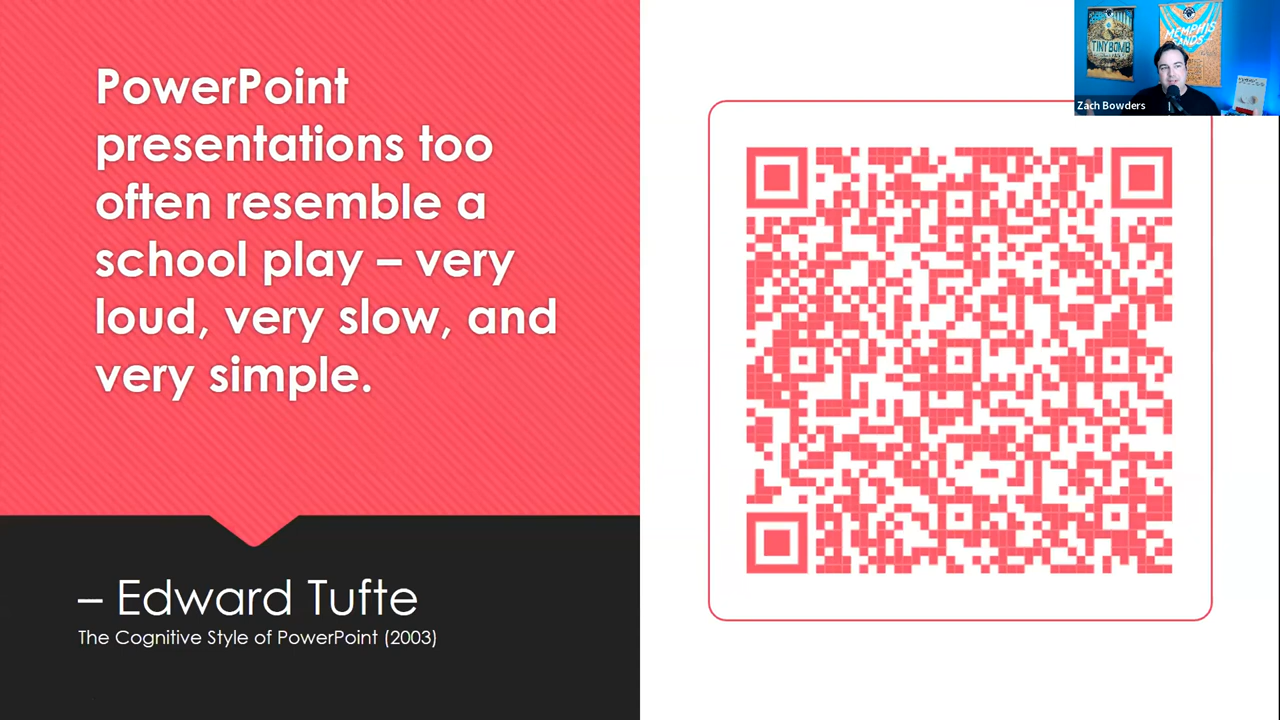 PowerPoint
presentations too
often resemble a
school play – very
loud, very slow, and
very simple.
– Edward Tufte
The Cognitive Style of PowerPoint (2003)
TINY BOMB
MEMPHIS
Zach Bowders